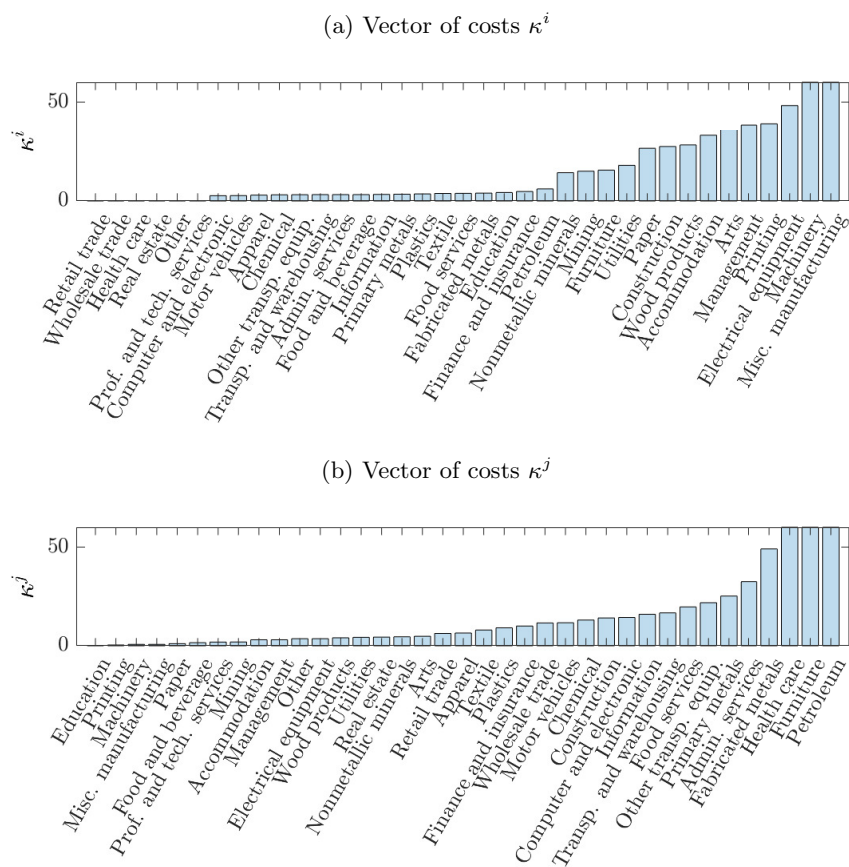 (a) Vector of costs κⁱ
50
κⁱ
0
Retail trade
Wholesale trade
Health care
Real estate
Other
Prof. and tech. services
Computer and electronic
Motor vehicles
Apparel
Chemical
Other transp. equip.
Transp. and warehousing
Admin. services
Food and beverage
Information
Primary metals
Plastics
Textile
Food services
Fabricated metals
Education
Finance and insurance
Petroleum
Nonmetallic minerals
Mining
Furniture
Utilities
Paper
Construction
Wood products
Accommodation
Arts
Management
Printing
Electrical equipment
Machinery
Misc. manufacturing
(b) Vector of costs κʲ
50
κʲ
0
Education
Printing
Machinery
Misc. manufacturing
Paper
Food and beverage
Prof. and tech. services
Mining
Accommodation
Management
Other
Electrical equipment
Wood products
Utilities
Real estate
Nonmetallic minerals
Arts
Retail trade
Apparel
Textile
Plastics
Finance and insurance
Wholesale trade
Motor vehicles
Chemical
Construction
Computer and electronic
Information
Transp. and warehousing
Food services
Other transp. equip.
Primary metals
Admin. services
Fabricated metals
Health care
Furniture
Petroleum